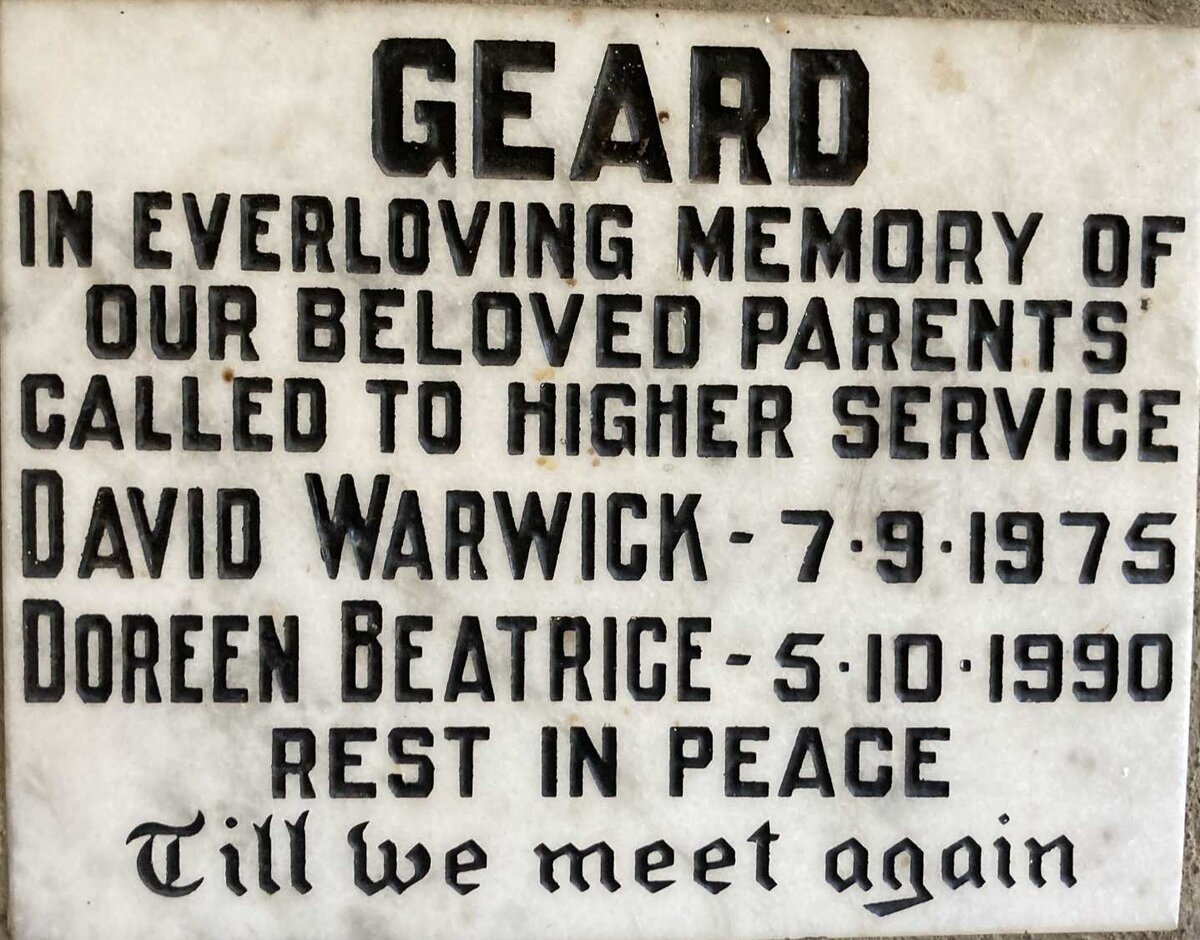 GEARD
IN EVERLOVING MEMORY OF
OUR BELOVED PARENTS
CALLED TO HIGHER SERVICE
DAVID WARWICK - 7·9·1975
DOREEN BEATRICE - 5·10·1990
REST IN PEACE
Till we meet again